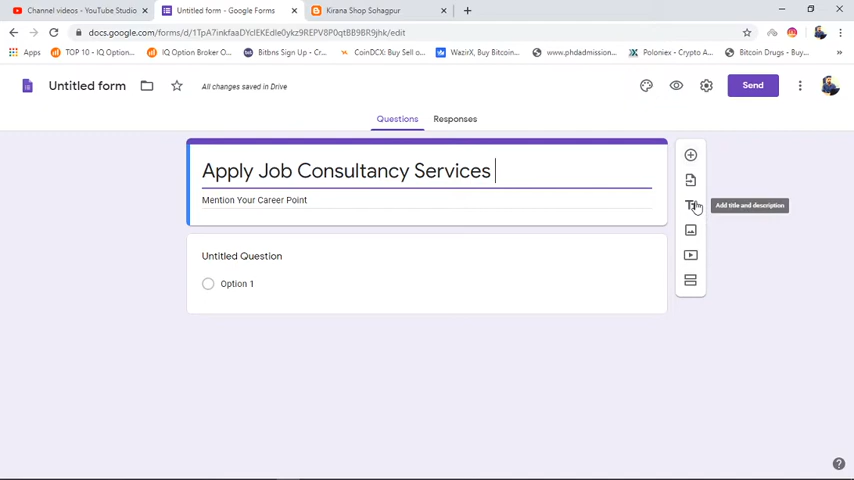 Channel videos - YouTube Studio
Untitled form - Google Forms
Kirana Shop Sohagpur
docs.google.com/forms/d/1TpA7inkfaaDYclEKEdle0ykz9REPV8P0qtBB9BR9jhk/edit
Apps
TOP 10 - IQ Option...
IQ Option Broker O...
Bitbns Sign Up - Cr...
CoinDCX: Buy Sell o...
WazirX, Buy Bitcoin...
www.phdadmission...
Poloniex - Crypto A...
Bitcoin Drugs - Buy...
Untitled form
All changes saved in Drive
Send
Questions
Responses
Apply Job Consultancy Services
Mention Your Career Point
Add title and description
Untitled Question
Option 1